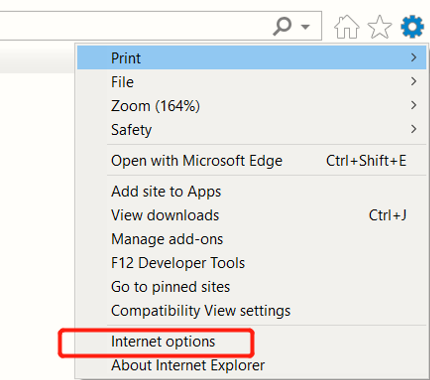 Print
File
Zoom (164%)
Safety
Open with Microsoft Edge Ctrl+Shift+E
Add site to Apps
View downloads Ctrl+J
Manage add-ons
F12 Developer Tools
Go to pinned sites
Compatibility View settings
Internet options
About Internet Explorer